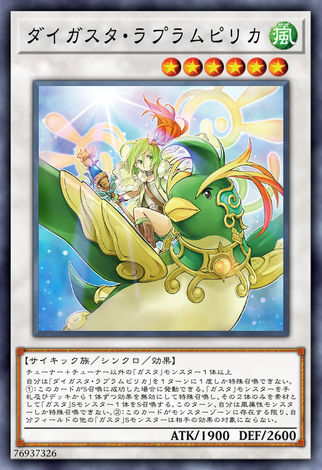 ダイガスタ・ラプラムピリカ
風
【サイキック族／シンクロ／効果】
チューナー＋チューナー以外の「ガスタ」モンスター１体以上
自分は「ダイガスタ・ラプラムピリカ」を１ターンに１度しか特殊召喚できない。
①：このカードがS召喚に成功した場合に発動できる。「ガスタ」モンスターを手
札及びデッキから１体ずつ効果を無効にして特殊召喚し、その２体のみを素材と
して「ガスタ」Sモンスター１体をS召喚する。このターン、自分は風属性モンスタ
ーしか特殊召喚できない。②：このカードがモンスターゾーンに存在する限り、自
分フィールドの他の「ガスタ」Sモンスターは相手の効果の対象にならない。
ATK/1900 DEF/2600
76937326